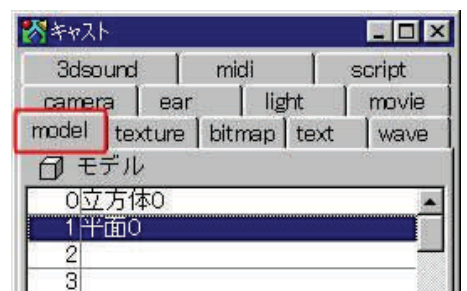 キャスト
3dsound midi script
camera ear light movie
model texture bitmap text wave
モデル
0 立方体0
1 平面0
2
3